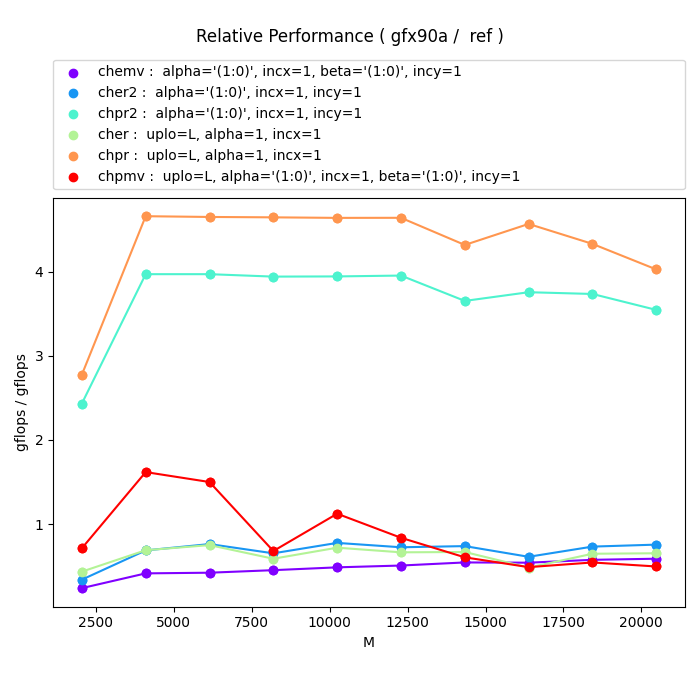 Relative Performance ( gfx90a /  ref )
chemv :  alpha='(1:0)', incx=1, beta='(1:0)', incy=1
cher2 :  alpha='(1:0)', incx=1, incy=1
chpr2 :  alpha='(1:0)', incx=1, incy=1
cher :  uplo=L, alpha=1, incx=1
chpr :  uplo=L, alpha=1, incx=1
chpmv :  uplo=L, alpha='(1:0)', incx=1, beta='(1:0)', incy=1
gflops / gflops
4
3
2
1
2500 5000 7500 10000 12500 15000 17500 20000
M